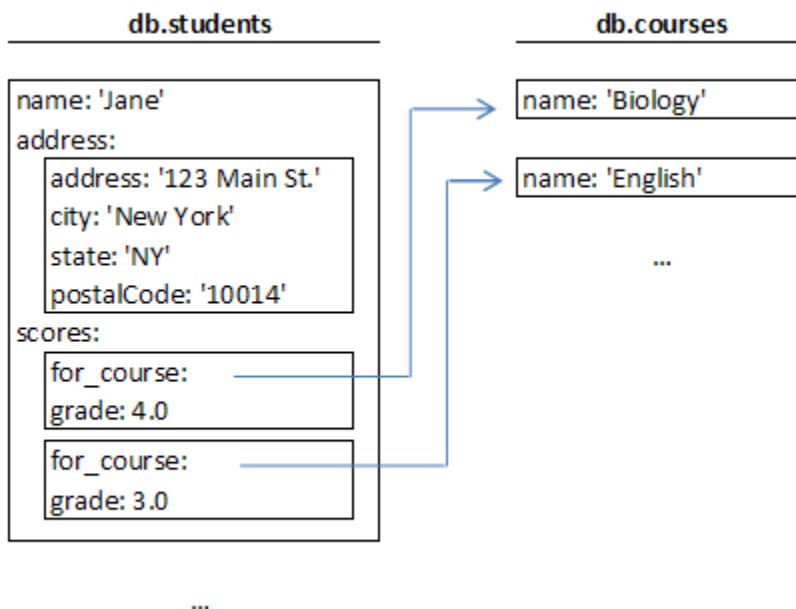 db.students
name: 'Jane'
address:
address: '123 Main St.'
city: 'New York'
state: 'NY'
postalCode: '10014'
scores:
for_course:
grade: 4.0
for_course:
grade: 3.0
...
db.courses
name: 'Biology'
name: 'English'
...